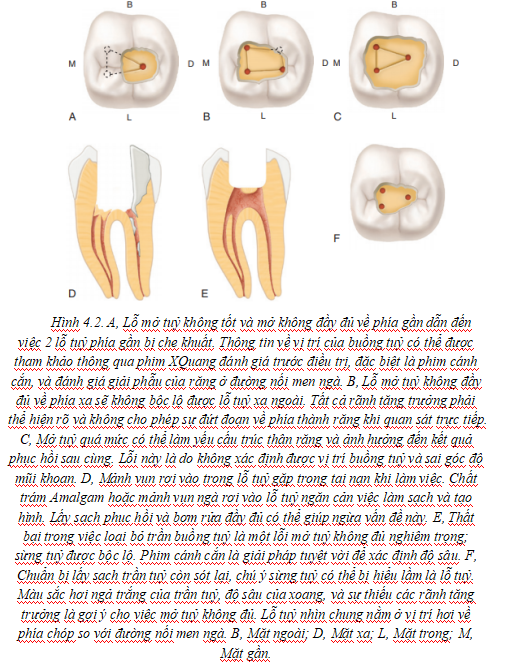 B
B
B
M
D
M
D
M
D
L
L
L
A
B
C
D
E
F
Hình 4.2. A, Lỗ mở tuỷ không tốt và mở không đầy đủ về phía gần dẫn đến
việc 2 lỗ tuỷ phía gần bị che khuất. Thông tin về vị trí của buồng tuỷ có thể được
tham khảo thông qua phim XQuang đánh giá trước điều trị, đặc biệt là phim cánh
cắn, và đánh giá giải phẫu của răng ở đường nối men ngà. B, Lỗ mở tuỷ không đầy
đủ về phía xa sẽ không bộc lộ được lỗ tuỷ xa ngoài. Tất cả rãnh tăng trưởng phải
thể hiện rõ và không cho phép sự đứt đoạn về phía thành răng khi quan sát trực tiếp.
C, Mở tuỷ quá mức có thể làm yếu cấu trúc thân răng và ảnh hưởng đến kết quả
phục hồi sau cùng. Lỗi này là do không xác định được vị trí buồng tuỷ và sai góc độ
mũi khoan. D, Mảnh vụn rơi vào trong lỗ tuỷ gặp trong tai nạn khi làm việc. Chất
trám Amalgam hoặc mảnh vụn ngà rơi vào lỗ tuỷ ngăn cản việc làm sạch và tạo
hình. Lấy sạch phục hồi và bơm rửa đầy đủ có thể giúp ngừa vấn đề này. E, Thất
bại trong việc loại bỏ trần buồng tuỷ là một lỗi mở tuỷ không đủ nghiêm trọng;
sừng tuỷ được bộc lộ. Phim cánh cắn là giải pháp tuyệt vời để xác định độ sâu. F,
Chuẩn bị lấy sạch trần tuỷ còn sót lại, chú ý sừng tuỷ có thể bị hiểu lầm là lỗ tuỷ.
Màu sắc hơi ngả trắng của trần tuỷ, độ sâu của xoang, và sự thiếu các rãnh tăng
trưởng là gợi ý cho việc mở tuỷ không đủ. Lỗ tuỷ nhìn chung nằm ở vị trí hơi về
phía chóp so với đường nối men ngà. B, Mặt ngoài; D, Mặt xa; L, Mặt trong; M,
Mặt gần.